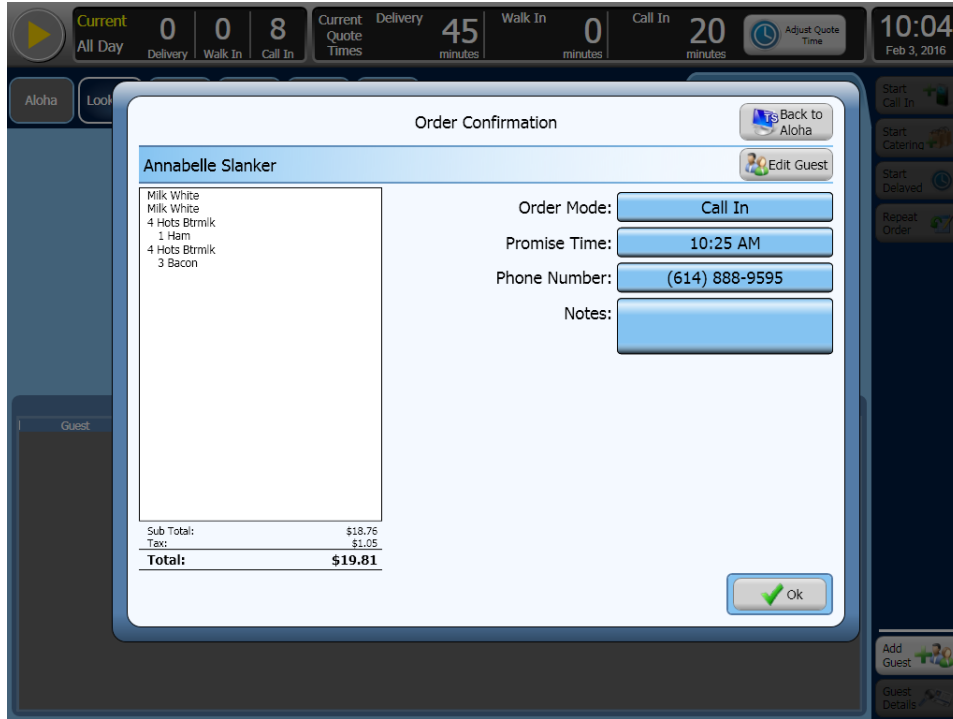 Current
All Day
0
Delivery
0
Walk In
8
Call In
Current
Quote
Times
Delivery
45
minutes
Walk In
0
minutes
Call In
20
minutes
Adjust Quote
Time
10:04
Feb 3, 2016
Aloha
Start
Call In
Start
Catering
Start
Delayed
Repeat
Order
Order Confirmation
Back to
Aloha
Annabelle Slanker
Edit Guest
Milk White
Milk White
4 Hots Btrmlk
1 Ham
4 Hots Btrmlk
3 Bacon
Order Mode:
Call In
Promise Time:
10:25 AM
Phone Number:
(614) 888-9595
Notes:
Guest
Sub Total: $18.76
Tax: $1.05
Total: $19.81
Ok
Add
Guest
Guest
Details